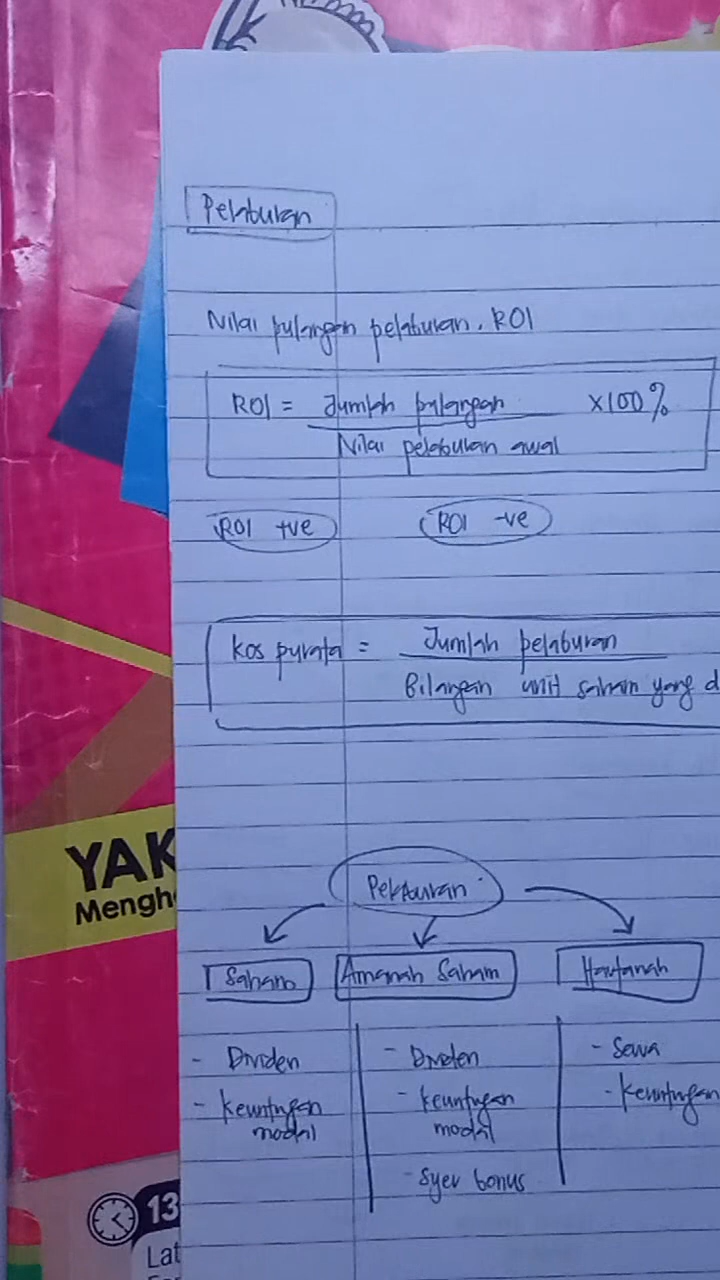 Pelaburan
Nilai pulangan pelaburan, ROI
ROI = Jumlah pulangan x100%
Nilai pelaburan awal
ROI +ve ROI -ve
Kos purata = Jumlah pelaburan
Bilangan unit saham yang d
YAK
Mengh
Pelaburan
Saham Amanah Saham Hartanah
- Dividen - Dividen - Sewa
- Keuntungan modal - Keuntungan modal - Keuntungan
- Syer bonus
13
Lat